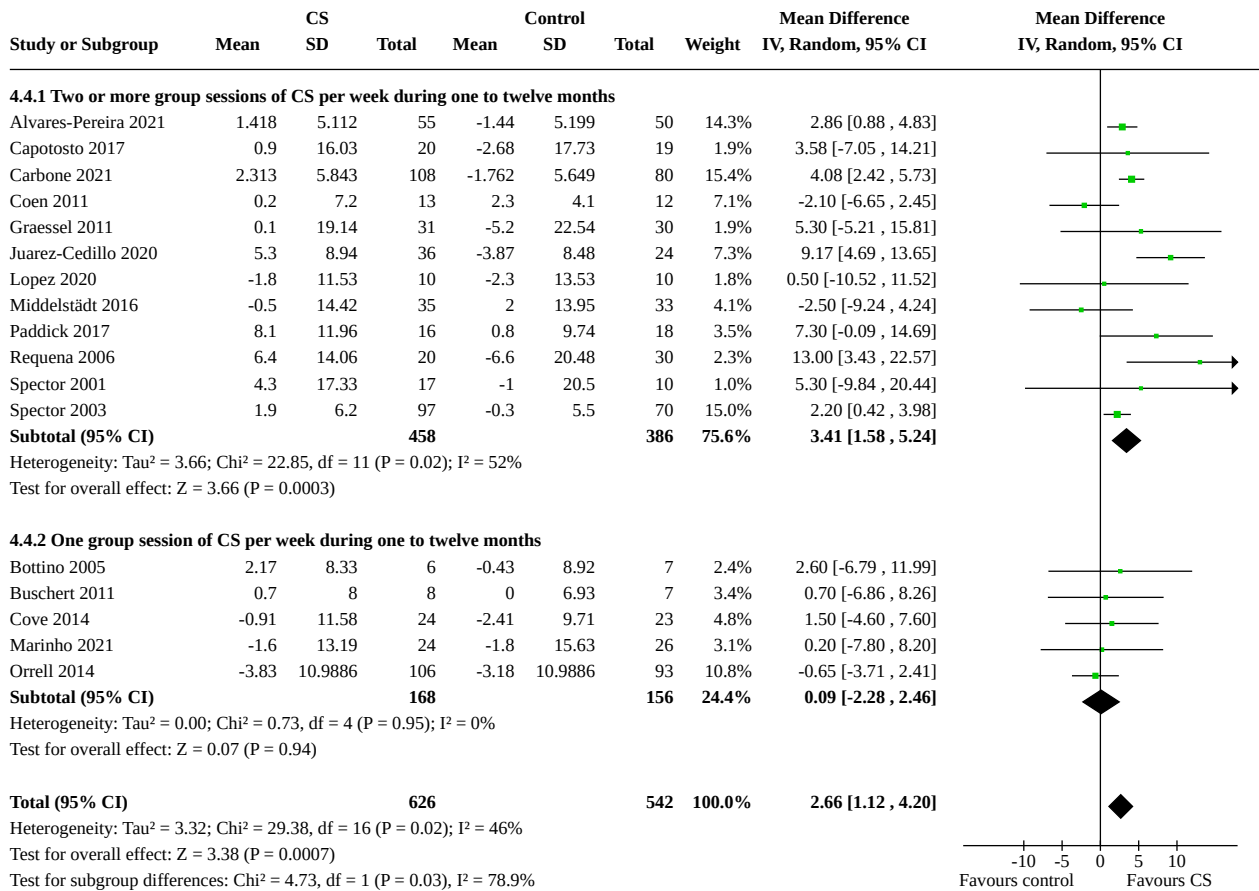 CS Control Mean Difference Mean Difference
Study or Subgroup Mean SD Total Mean SD Total Weight IV, Random, 95% CI IV, Random, 95% CI
4.4.1 Two or more group sessions of CS per week during one to twelve months
Alvares-Pereira 2021 1.418 5.112 55 -1.44 5.199 50 14.3% 2.86 [0.88 , 4.83]
Capotosto 2017 0.9 16.03 20 -2.68 17.73 19 1.9% 3.58 [-7.05 , 14.21]
Carbone 2021 2.313 5.843 108 -1.762 5.649 80 15.4% 4.08 [2.42 , 5.73]
Coen 2011 0.2 7.2 13 2.3 4.1 12 7.1% -2.10 [-6.65 , 2.45]
Graessel 2011 0.1 19.14 31 -5.2 22.54 30 1.9% 5.30 [-5.21 , 15.81]
Juarez-Cedillo 2020 5.3 8.94 36 -3.87 8.48 24 7.3% 9.17 [4.69 , 13.65]
Lopez 2020 -1.8 11.53 10 -2.3 13.53 10 1.8% 0.50 [-10.52 , 11.52]
Middelstädt 2016 -0.5 14.42 35 2 13.95 33 4.1% -2.50 [-9.24 , 4.24]
Paddick 2017 8.1 11.96 16 0.8 9.74 18 3.5% 7.30 [-0.09 , 14.69]
Requena 2006 6.4 14.06 20 -6.6 20.48 30 2.3% 13.00 [3.43 , 22.57]
Spector 2001 4.3 17.33 17 -1 20.5 10 1.0% 5.30 [-9.84 , 20.44]
Spector 2003 1.9 6.2 97 -0.3 5.5 70 15.0% 2.20 [0.42 , 3.98]
Subtotal (95% CI) 458 386 75.6% 3.41 [1.58 , 5.24]
Heterogeneity: Tau² = 3.66; Chi² = 22.85, df = 11 (P = 0.02); I² = 52%
Test for overall effect: Z = 3.66 (P = 0.0003)
4.4.2 One group session of CS per week during one to twelve months
Bottino 2005 2.17 8.33 6 -0.43 8.92 7 2.4% 2.60 [-6.79 , 11.99]
Buschert 2011 0.7 8 8 0 6.93 7 3.4% 0.70 [-6.86 , 8.26]
Cove 2014 -0.91 11.58 24 -2.41 9.71 23 4.8% 1.50 [-4.60 , 7.60]
Marinho 2021 -1.6 13.19 24 -1.8 15.63 26 3.1% 0.20 [-7.80 , 8.20]
Orrell 2014 -3.83 10.9886 106 -3.18 10.9886 93 10.8% -0.65 [-3.71 , 2.41]
Subtotal (95% CI) 168 156 24.4% 0.09 [-2.28 , 2.46]
Heterogeneity: Tau² = 0.00; Chi² = 0.73, df = 4 (P = 0.95); I² = 0%
Test for overall effect: Z = 0.07 (P = 0.94)
Total (95% CI) 626 542 100.0% 2.66 [1.12 , 4.20]
Heterogeneity: Tau² = 3.32; Chi² = 29.38, df = 16 (P = 0.02); I² = 46%
Test for overall effect: Z = 3.38 (P = 0.0007)
Test for subgroup differences: Chi² = 4.73, df = 1 (P = 0.03), I² = 78.9%
-10 -5 0 5 10
Favours control Favours CS